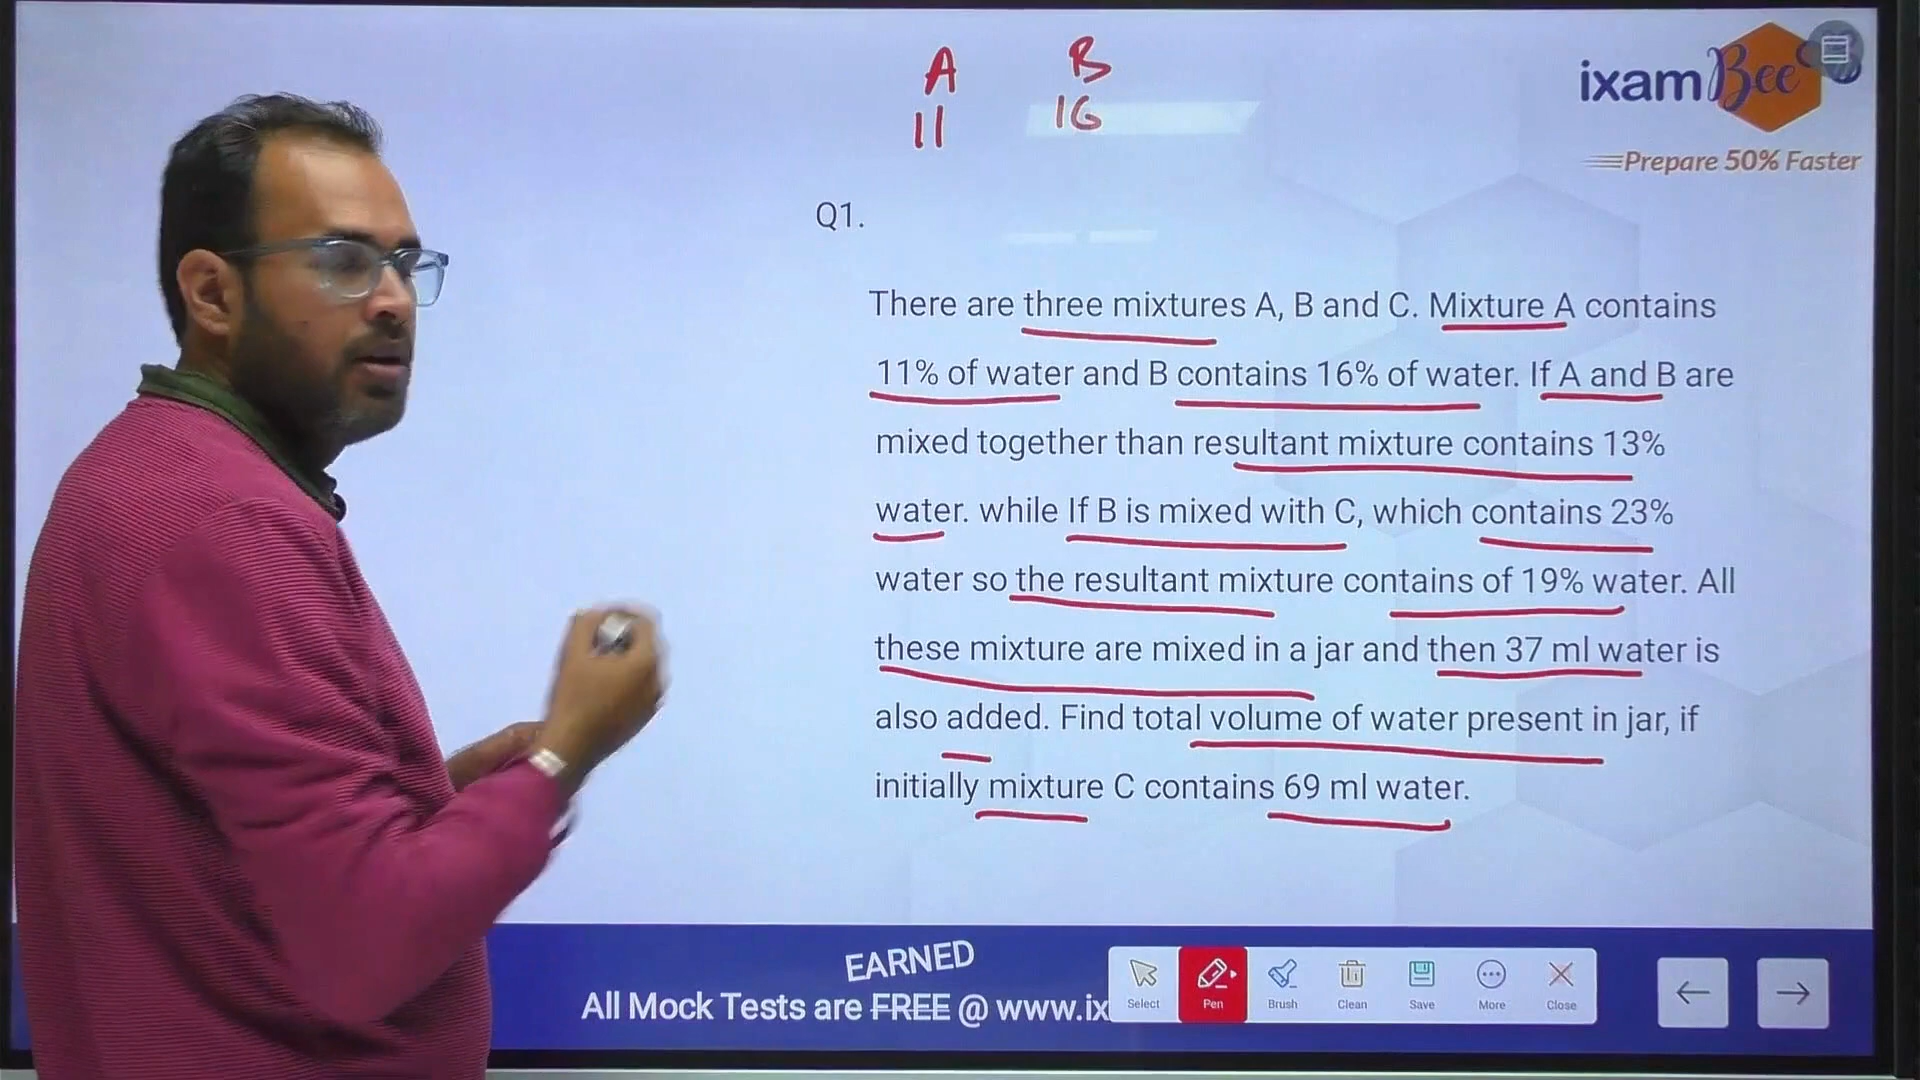 A B
11 16
ixamBee
Prepare 50% Faster
Q1.
There are three mixtures A, B and C. Mixture A contains
11% of water and B contains 16% of water. If A and B are
mixed together than resultant mixture contains 13%
water. while If B is mixed with C, which contains 23%
water so the resultant mixture contains of 19% water. All
these mixture are mixed in a jar and then 37 ml water is
also added. Find total volume of water present in jar, if
initially mixture C contains 69 ml water.
EARNED
All Mock Tests are FREE @ www.ix
Select Pen Brush Clean Save More Close